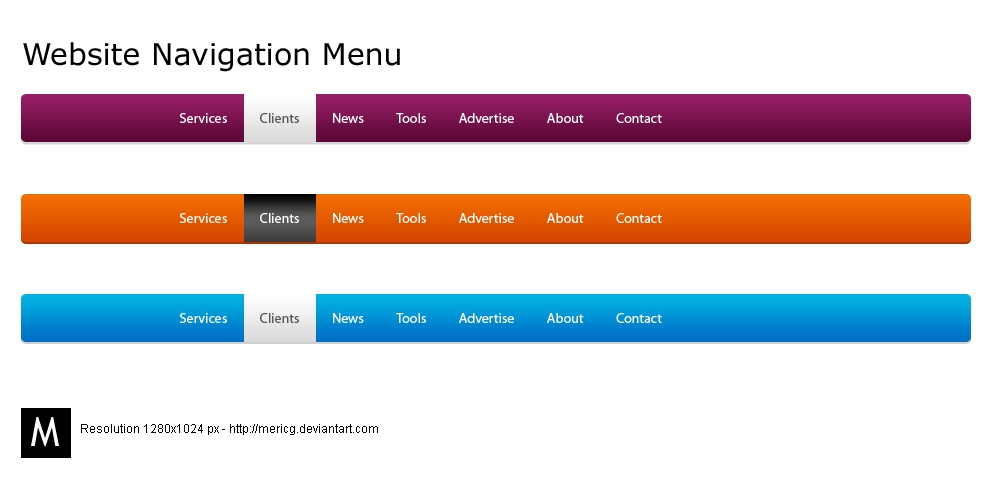 Website Navigation Menu
Services Clients News Tools Advertise About Contact
Services Clients News Tools Advertise About Contact
Services Clients News Tools Advertise About Contact
M
Resolution 1280x1024 px - http://mericg.deviantart.com